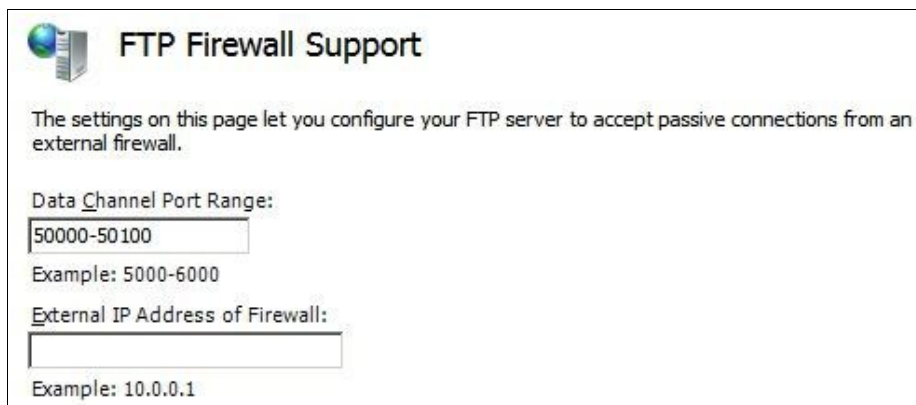 FTP Firewall Support
The settings on this page let you configure your FTP server to accept passive connections from an
external firewall.
Data Channel Port Range:
50000-50100
Example: 5000-6000
External IP Address of Firewall:
Example: 10.0.0.1